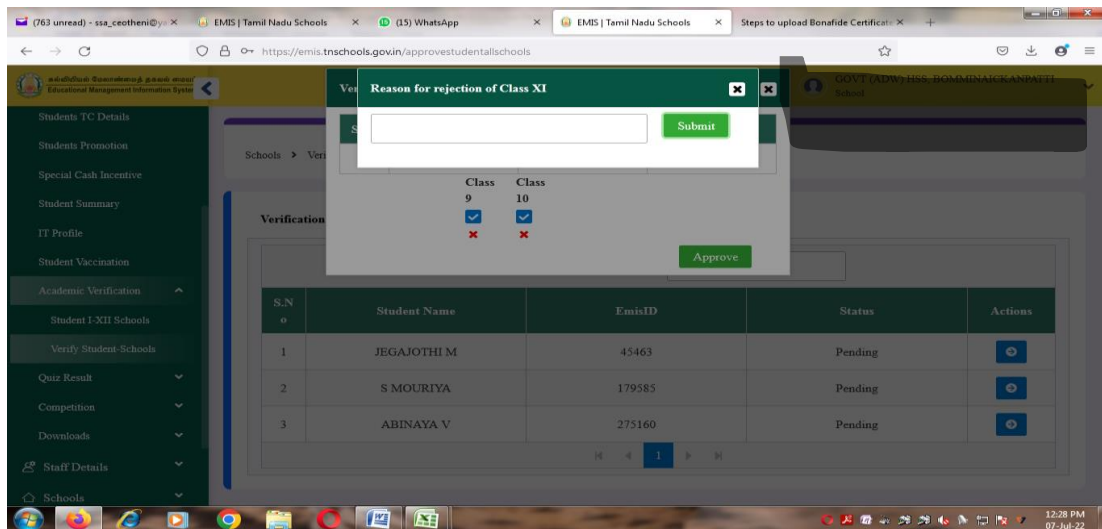 (763 unread) - ssa_ceotheni@ya
EMIS | Tamil Nadu Schools
(15) WhatsApp
EMIS | Tamil Nadu Schools
Steps to upload Bonafide Certificate
https://emis.tnschools.gov.in/approvestudentallschools
Educational Management Information System
GOVT (ADW) HSS, BOMMINAICKANPATTI
School
Students TC Details
Students Promotion
Special Cash Incentive
Student Summary
IT Profile
Student Vaccination
Academic Verification
Student I-XII Schools
Verify Student-Schools
Quiz Result
Competition
Downloads
Staff Details
Schools
Schools > Veri
Ver
Reason for rejection of Class XI
S
Submit
Class 9
Class 10
Approve
Verification
S.No
Student Name
EmisID
Status
Actions
1 JEGAJOTHI M 45463 Pending
2 S MOURIYA 179585 Pending
3 ABINAYA V 275160 Pending
1
12:28 PM
07-Jul-22